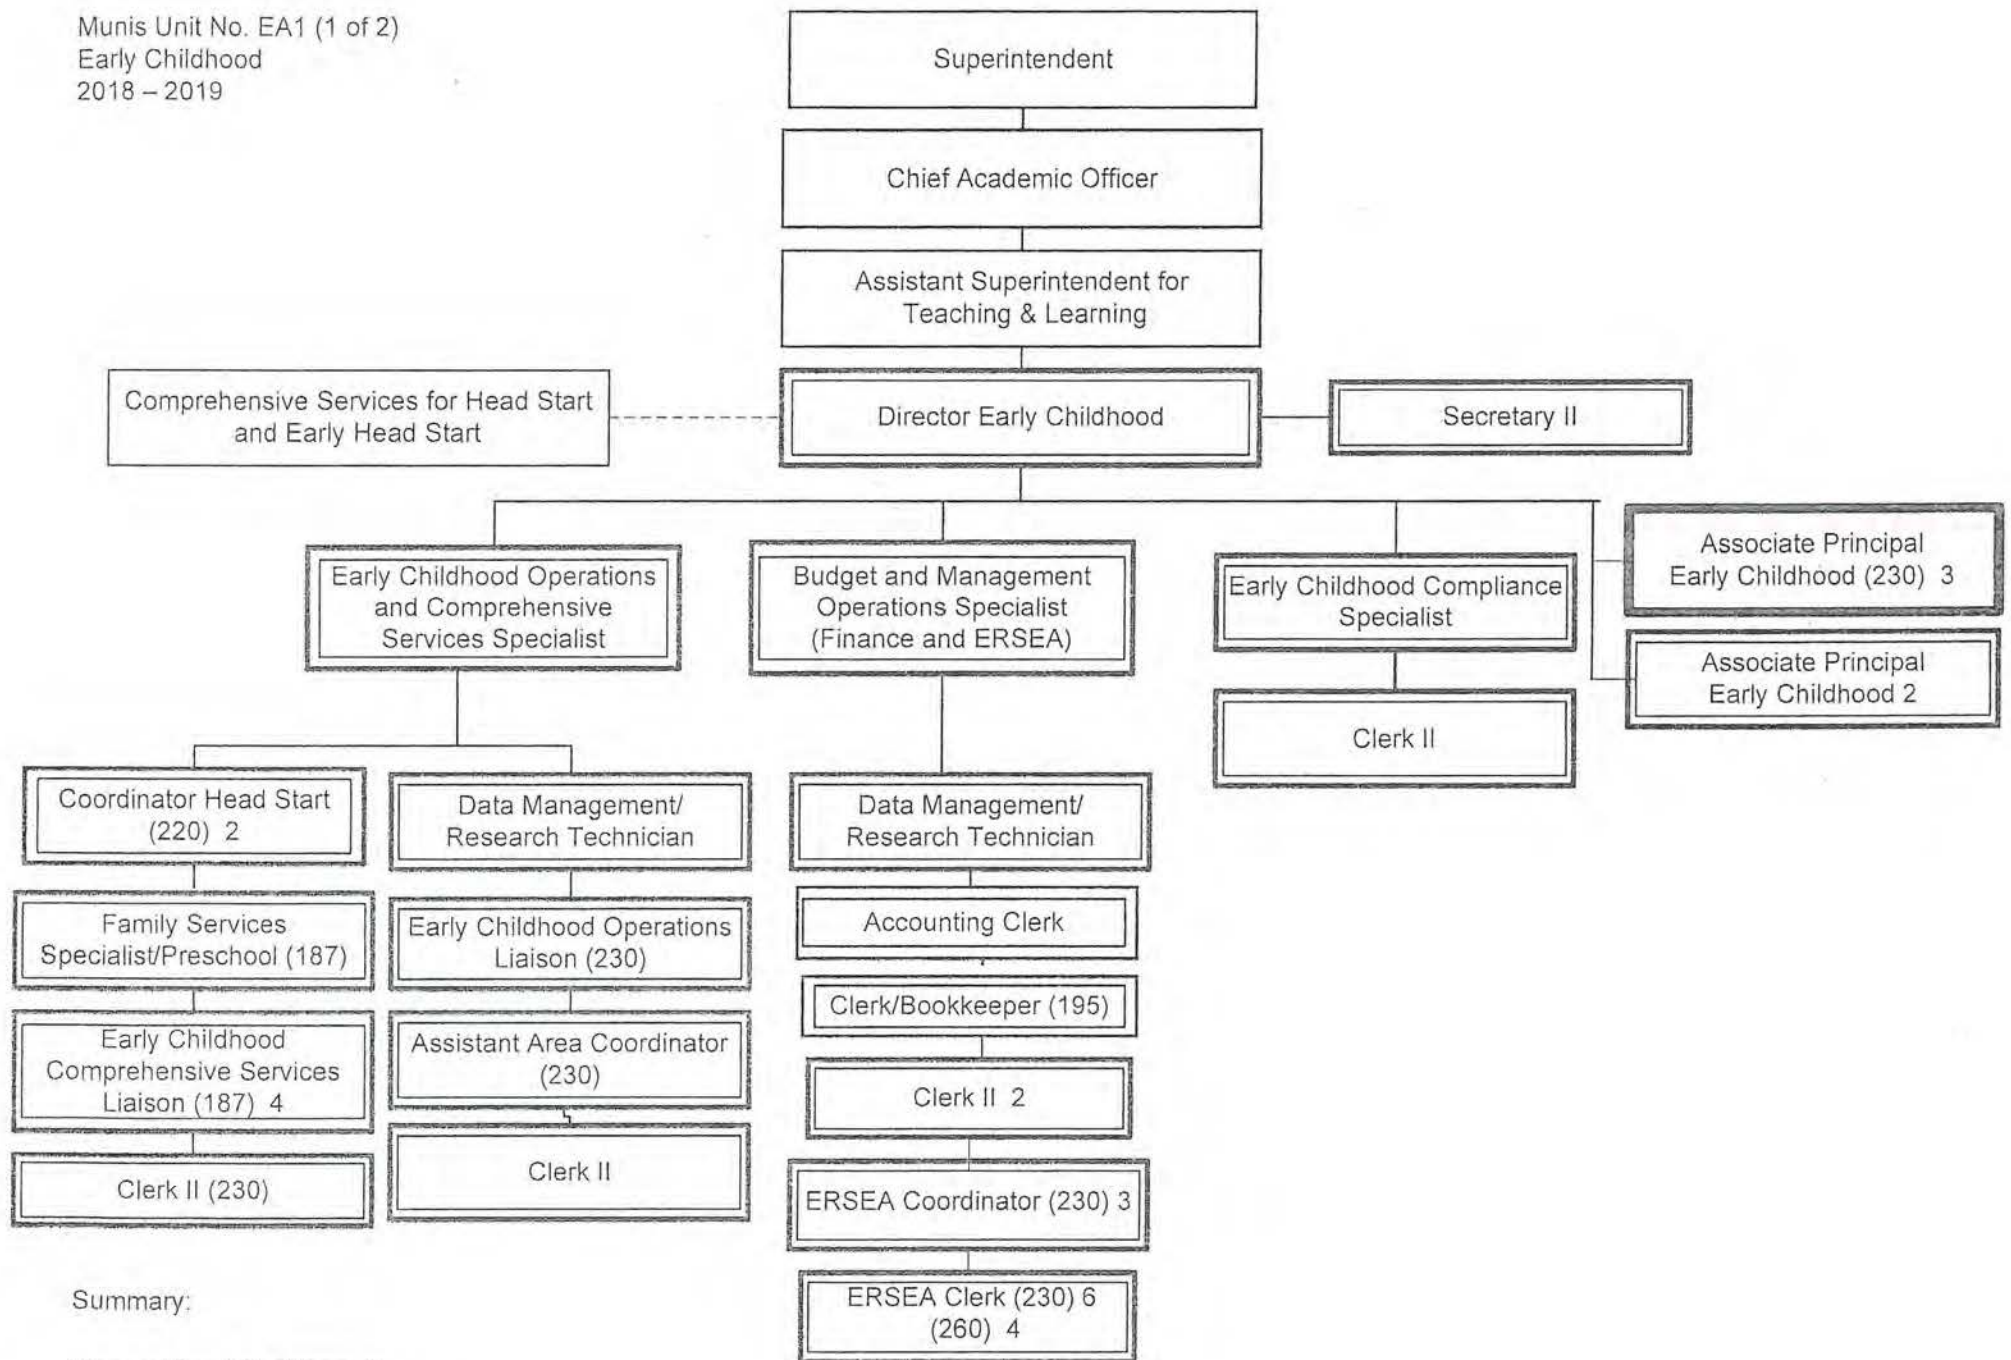 Munis Unit No. EA1 (1 of 2)
Early Childhood
2018 – 2019
Superintendent
Chief Academic Officer
Assistant Superintendent for
Teaching & Learning
Comprehensive Services for Head Start
and Early Head Start
Director Early Childhood
Secretary II
Early Childhood Operations
and Comprehensive
Services Specialist
Budget and Management
Operations Specialist
(Finance and ERSEA)
Early Childhood Compliance
Specialist
Clerk II
Associate Principal
Early Childhood (230) 3
Associate Principal
Early Childhood 2
Coordinator Head Start
(220) 2
Family Services
Specialist/Preschool (187)
Early Childhood
Comprehensive Services
Liaison (187) 4
Clerk II (230)
Data Management/
Research Technician
Early Childhood Operations
Liaison (230)
Assistant Area Coordinator
(230)
Clerk II
Data Management/
Research Technician
Accounting Clerk
Clerk/Bookkeeper (195)
Clerk II 2
ERSEA Coordinator (230) 3
ERSEA Clerk (230) 6
(260) 4
Summary: